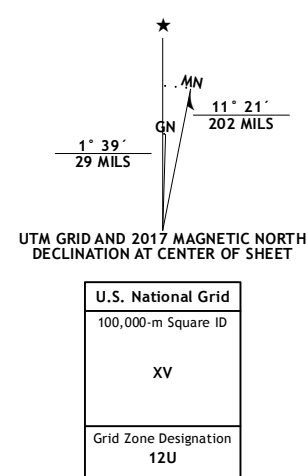 ★
MN
GN
11° 21´
202 MILS
1° 39´
29 MILS
UTM GRID AND 2017 MAGNETIC NORTH
DECLINATION AT CENTER OF SHEET
U.S. National Grid
100,000-m Square ID
XV
Grid Zone Designation
12U